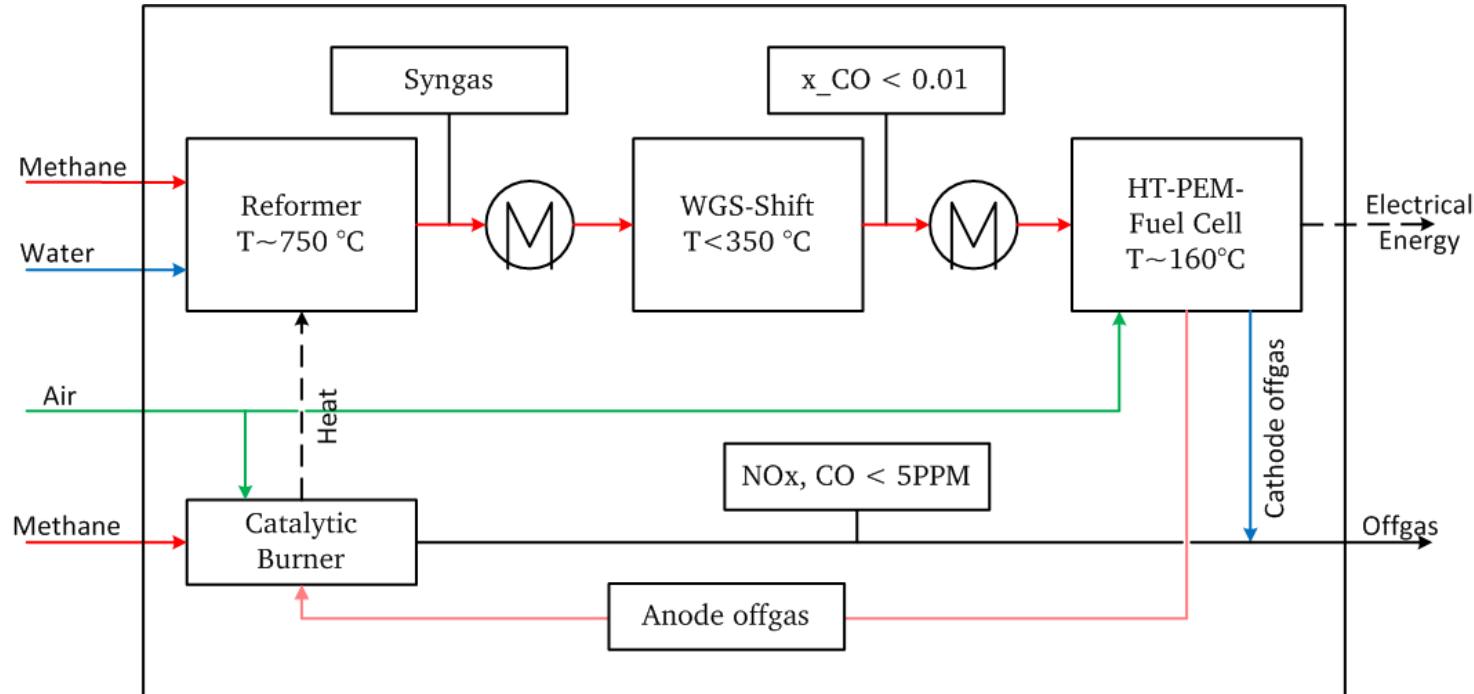 Syngas
x_CO < 0.01
Methane
Water
Reformer
T~750 °C
M
WGS-Shift
T<350 °C
M
HT-PEM-
Fuel Cell
T~160°C
Electrical
Energy
Air
Heat
Cathode offgas
NOx, CO < 5PPM
Methane
Catalytic
Burner
Offgas
Anode offgas